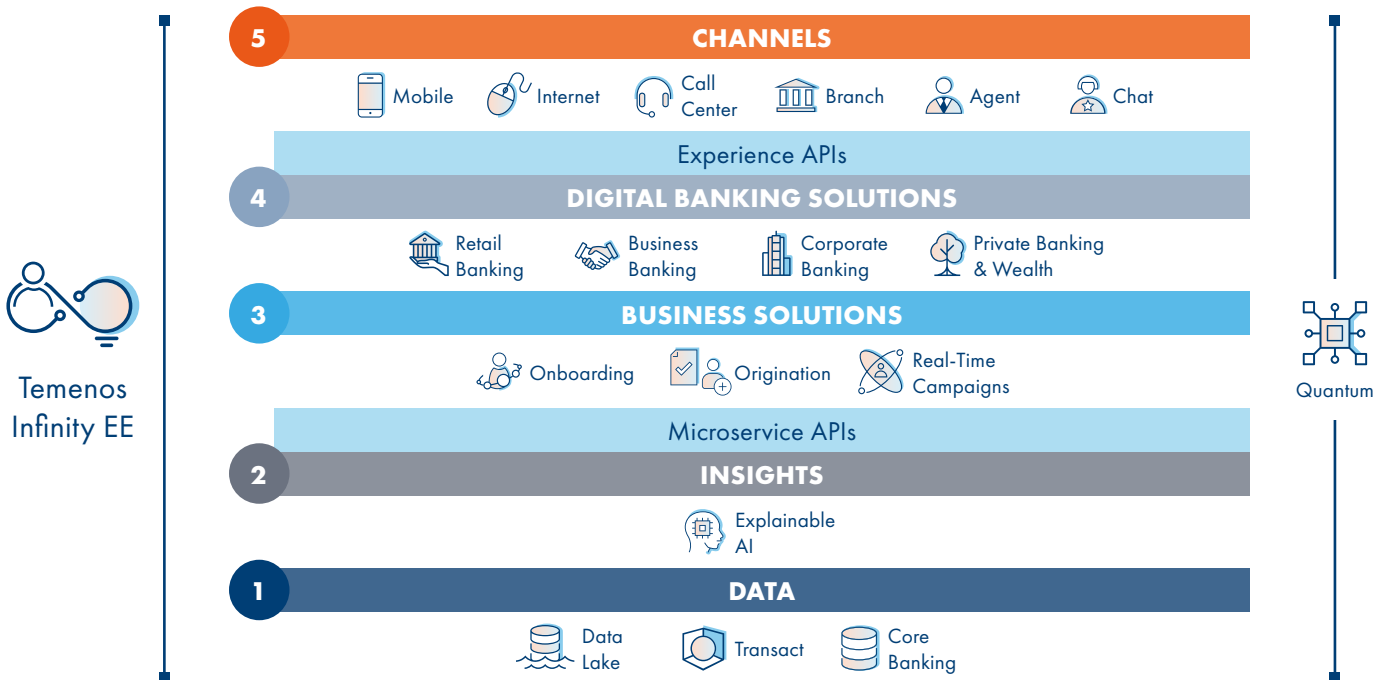 5
CHANNELS
Mobile
Internet
Call
Center
Branch
Agent
Chat
Experience APIs
4
DIGITAL BANKING SOLUTIONS
Retail
Banking
Business
Banking
Corporate
Banking
Private Banking
& Wealth
3
BUSINESS SOLUTIONS
Onboarding
Origination
Real-Time
Campaigns
Microservice APIs
2
INSIGHTS
Explainable
AI
1
DATA
Data
Lake
Transact
Core
Banking
Temenos
Infinity EE
Quantum